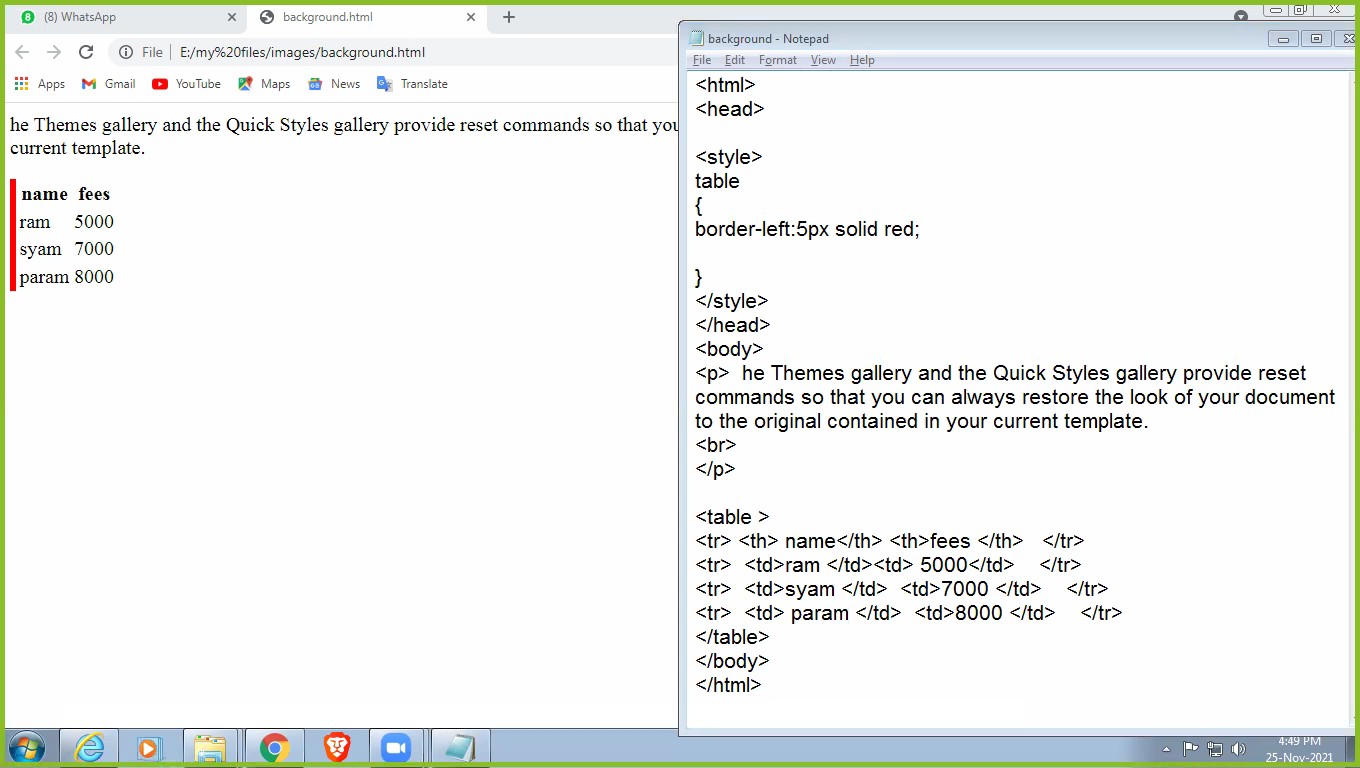 (8) WhatsApp
background.html
File
E:/my%20files/images/background.html
Apps
Gmail
YouTube
Maps
News
Translate
he Themes gallery and the Quick Styles gallery provide reset commands so that you
current template.
name fees
ram 5000
syam 7000
param 8000
background - Notepad
File Edit Format View Help
<html>
<head>
<style>
table
{
border-left:5px solid red;
}
</style>
</head>
<body>
<p> he Themes gallery and the Quick Styles gallery provide reset
commands so that you can always restore the look of your document
to the original contained in your current template.
<br>
</p>
<table >
<tr> <th> name</th> <th>fees </th> </tr>
<tr> <td>ram </td><td> 5000</td> </tr>
<tr> <td>syam </td> <td>7000 </td> </tr>
<tr> <td> param </td> <td>8000 </td> </tr>
</table>
</body>
</html>
4:49 PM
25-Nov-2021